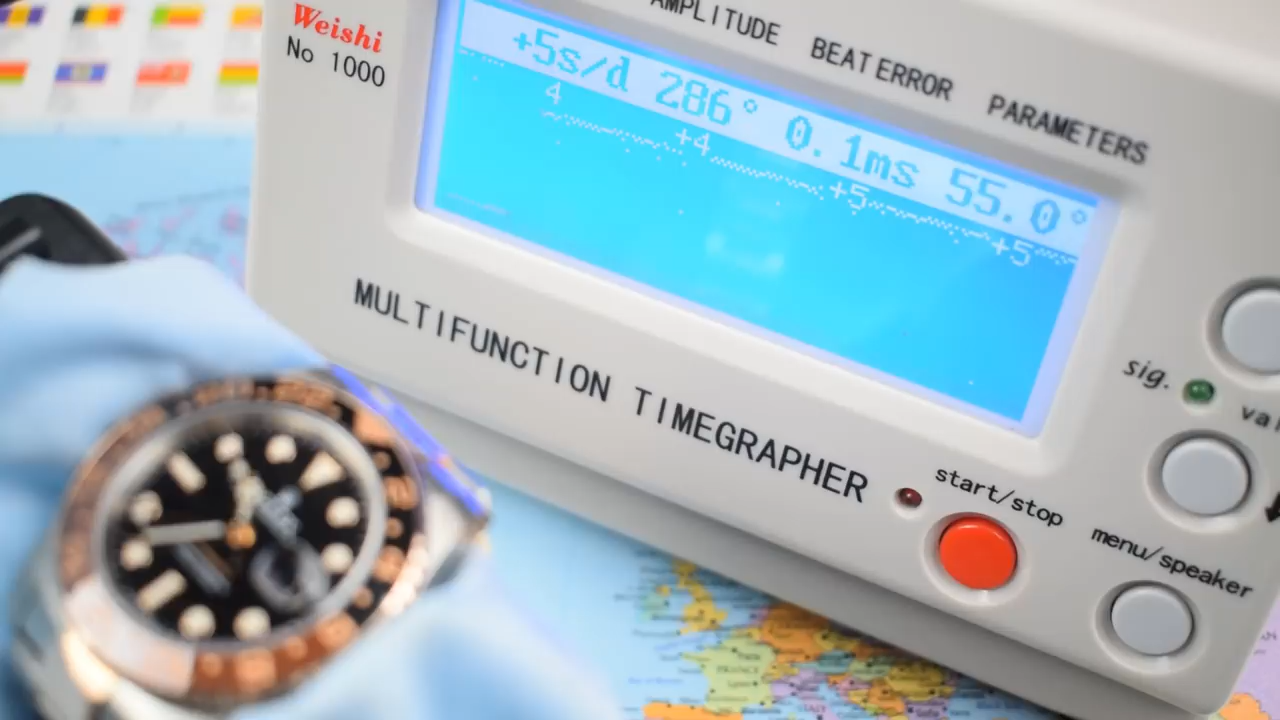 Weishi
No 1000
AMPLITUDE BEAT ERROR PARAMETERS
+5s/d 286° 0.1ms 55.0°
4 +4 +5 +5
MULTIFUNCTION TIMEGRAPHER
sig.
start/stop
menu/speaker
FRANCE